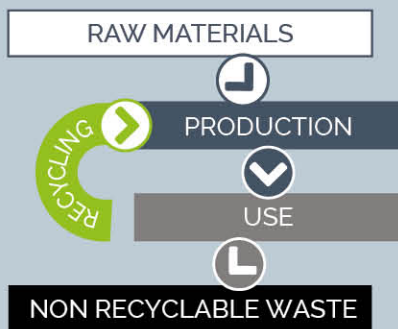 RAW MATERIALS
RECYCLING
PRODUCTION
USE
NON RECYCLABLE WASTE